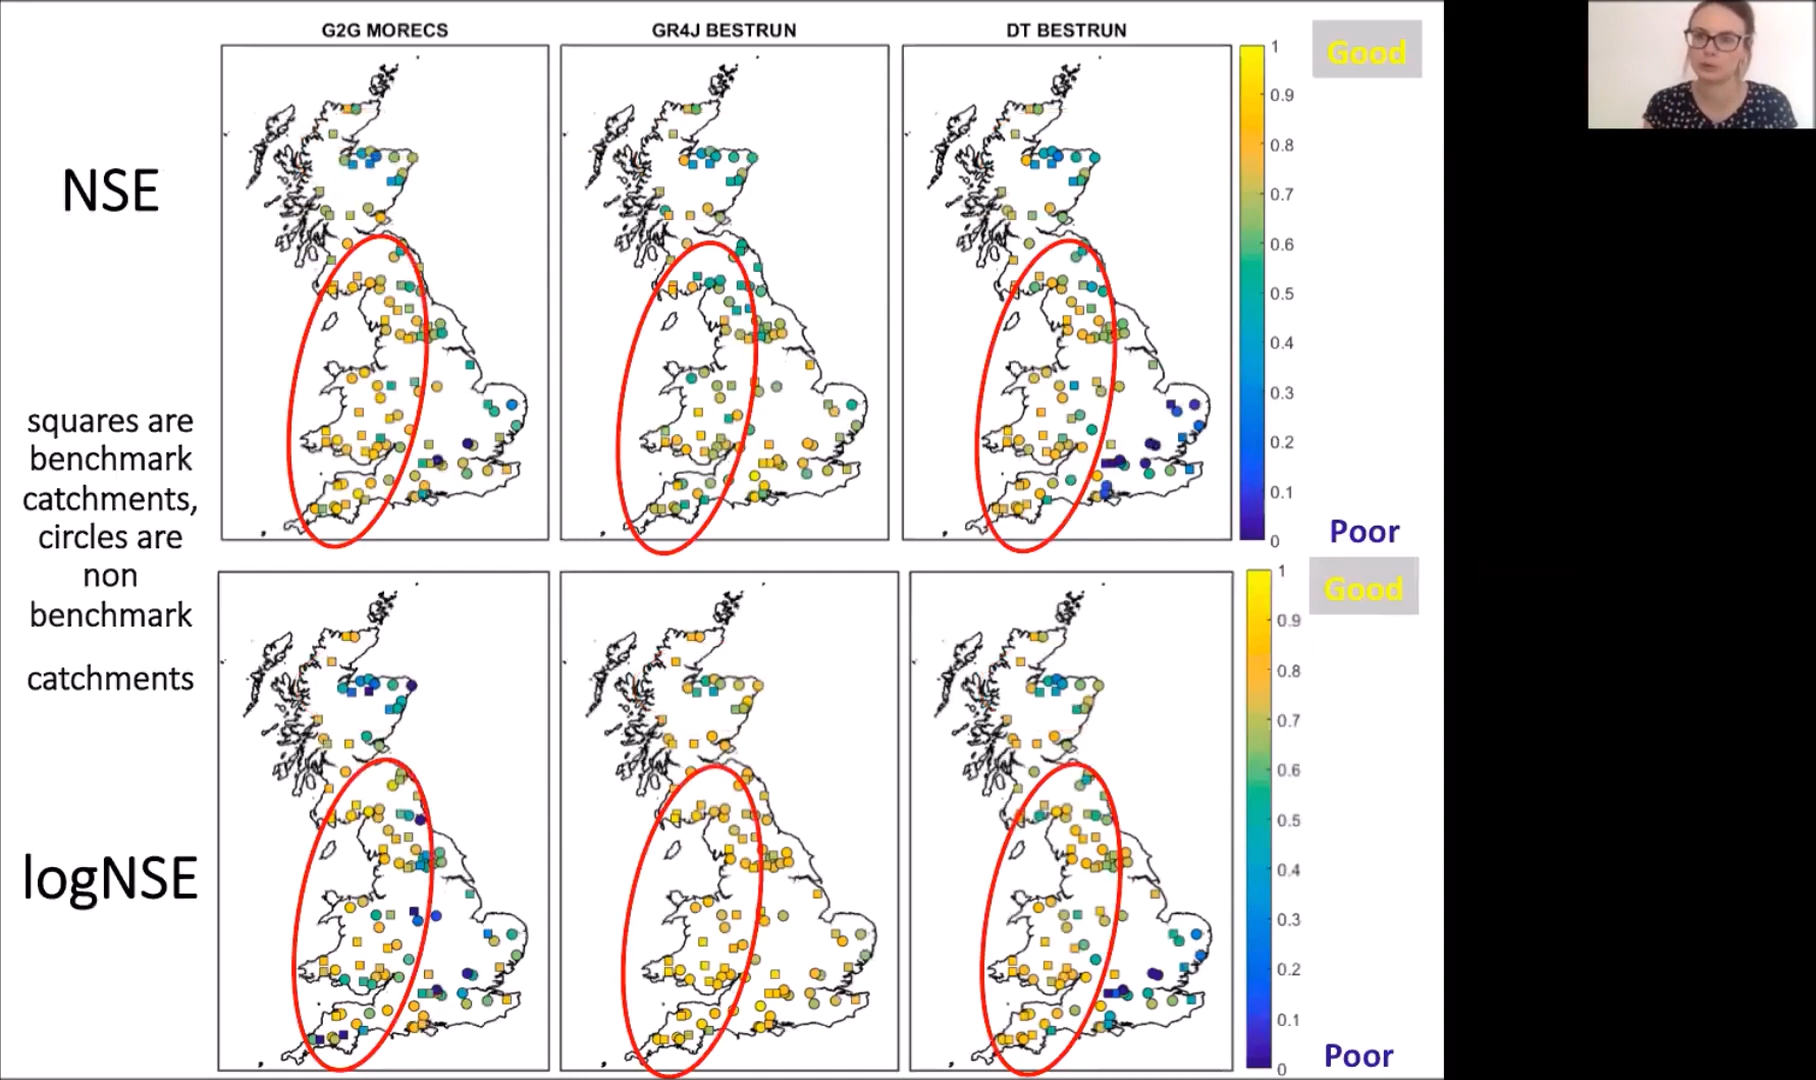 G2G MORECS
GR4J BESTRUN
DT BESTRUN
NSE
squares are
benchmark
catchments,
circles are
non
benchmark
catchments
logNSE
1
0.9
0.8
0.7
0.6
0.5
0.4
0.3
0.2
0.1
0
Good
Poor
1
0.9
0.8
0.7
0.6
0.5
0.4
0.3
0.2
0.1
0
Good
Poor